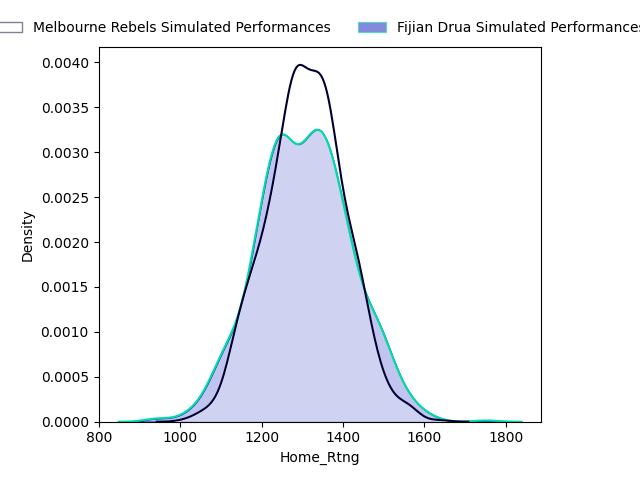 Melbourne Rebels Simulated Performances Fijian Drua Simulated Performances
0.0040
0.0035
0.0030
0.0025
0.0020
0.0015
0.0010
0.0005
0.0000
Density
800 1000 1200 1400 1600 1800
Home_Rtng